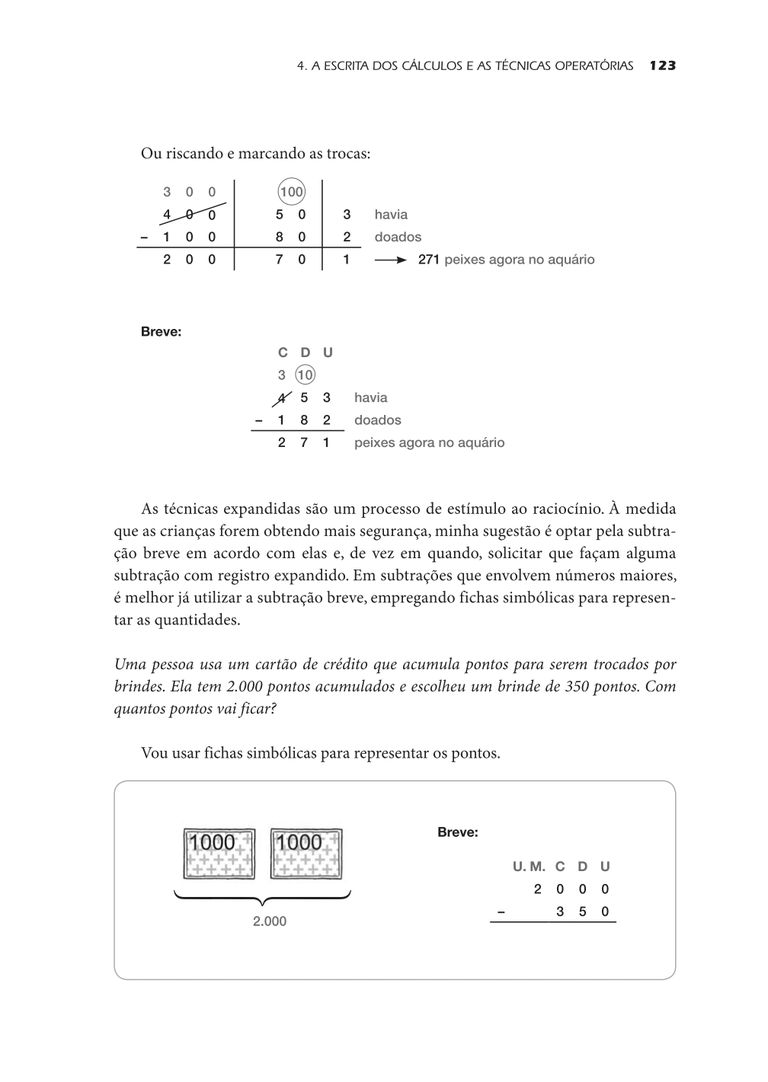 4. A ESCRITA DOS CÁLCULOS E AS TÉCNICAS OPERATÓRIAS 123
Ou riscando e marcando as trocas:
3 0 0 100
4 0 0 5 0 3 havia
– 1 0 0 8 0 2 doados
2 0 0 7 0 1 → 271 peixes agora no aquário
Breve:
C D U
3 10
4 5 3 havia
– 1 8 2 doados
2 7 1 peixes agora no aquário
As técnicas expandidas são um processo de estímulo ao raciocínio. À medida
que as crianças forem obtendo mais segurança, minha sugestão é optar pela subtra-
ção breve em acordo com elas e, de vez em quando, solicitar que façam alguma
subtração com registro expandido. Em subtrações que envolvem números maiores,
é melhor já utilizar a subtração breve, empregando fichas simbólicas para represen-
tar as quantidades.
Uma pessoa usa um cartão de crédito que acumula pontos para serem trocados por
brindes. Ela tem 2.000 pontos acumulados e escolheu um brinde de 350 pontos. Com
quantos pontos vai ficar?
Vou usar fichas simbólicas para representar os pontos.
1000 1000
2.000
Breve:
U. M. C D U
2 0 0 0
– 3 5 0